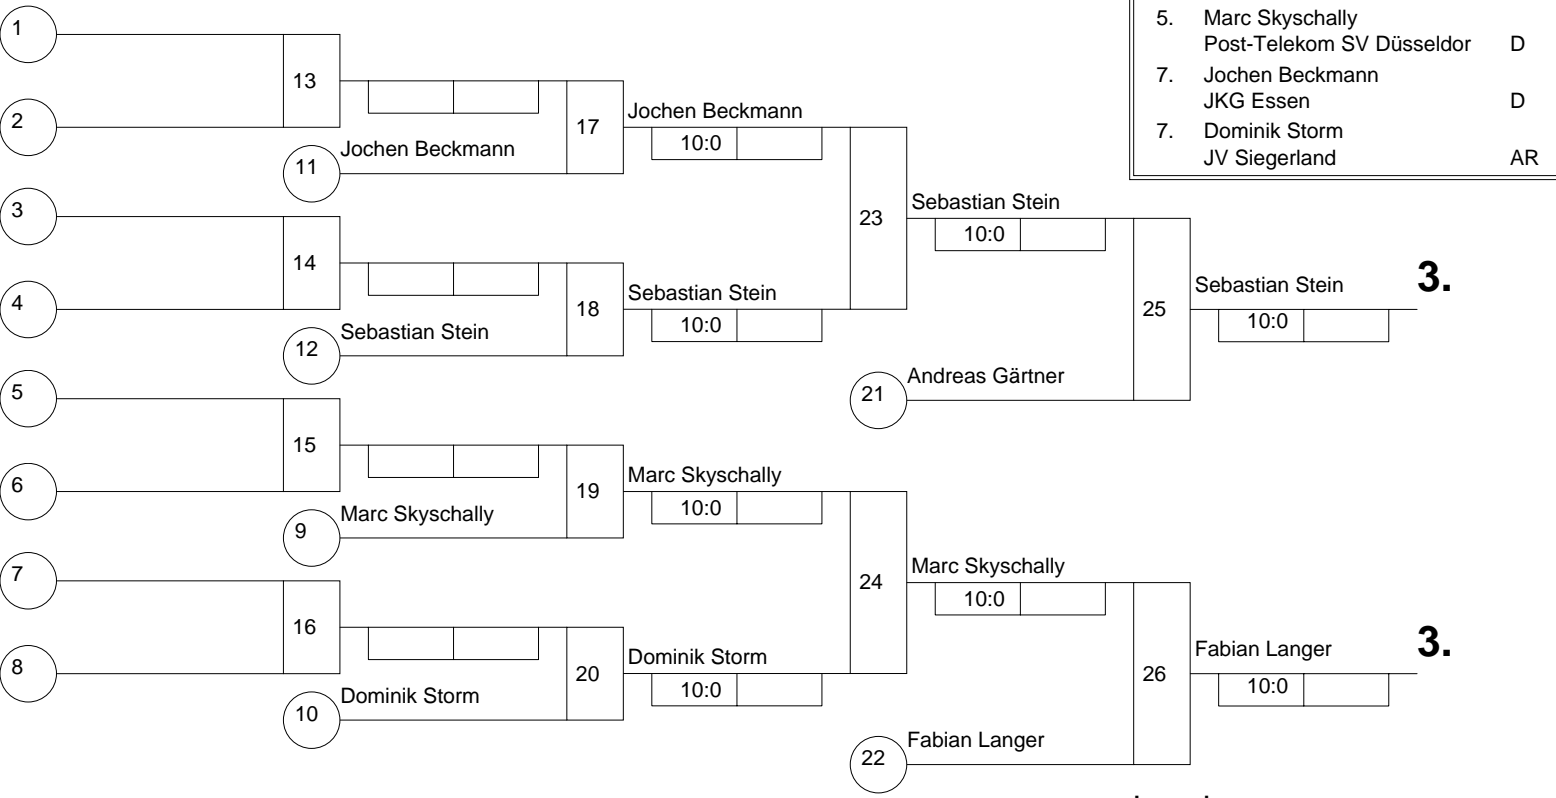 5. Marc Skyschally
Post-Telekom SV Düsseldor D
7. Jochen Beckmann
JKG Essen D
7. Dominik Storm
JV Siegerland AR
1
13
2
17
Jochen Beckmann
10:0
11
Jochen Beckmann
3
23
Sebastian Stein
10:0
14
4
18
Sebastian Stein
10:0
12
Sebastian Stein
25
Sebastian Stein
10:0
3.
5
21
Andreas Gärtner
15
6
19
Marc Skyschally
10:0
9
Marc Skyschally
7
24
Marc Skyschally
10:0
16
8
20
Dominik Storm
10:0
10
Dominik Storm
26
Fabian Langer
10:0
3.
22
Fabian Langer